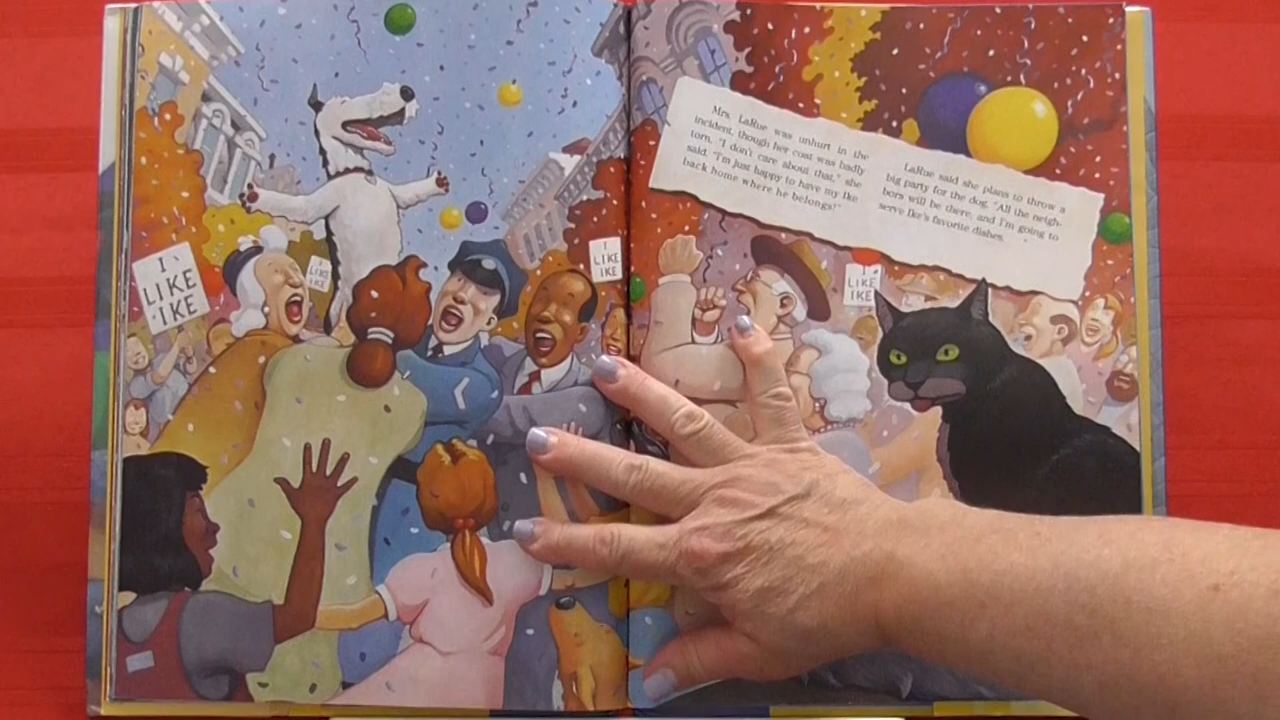 I
LIKE
IKE
I
LIKE
IKE
I
LIKE
IKE
Mrs. LaRue was unhurt in the
incident, though her coat was badly
torn. "I don't care about that," she
said. "I'm just happy to have my Ike
back home where he belongs!"
LaRue said she plans to throw a
big party for the dog. "All the neigh-
bors will be there, and I'm going to
serve Ike's favorite dishes.
I
LIKE
IKE